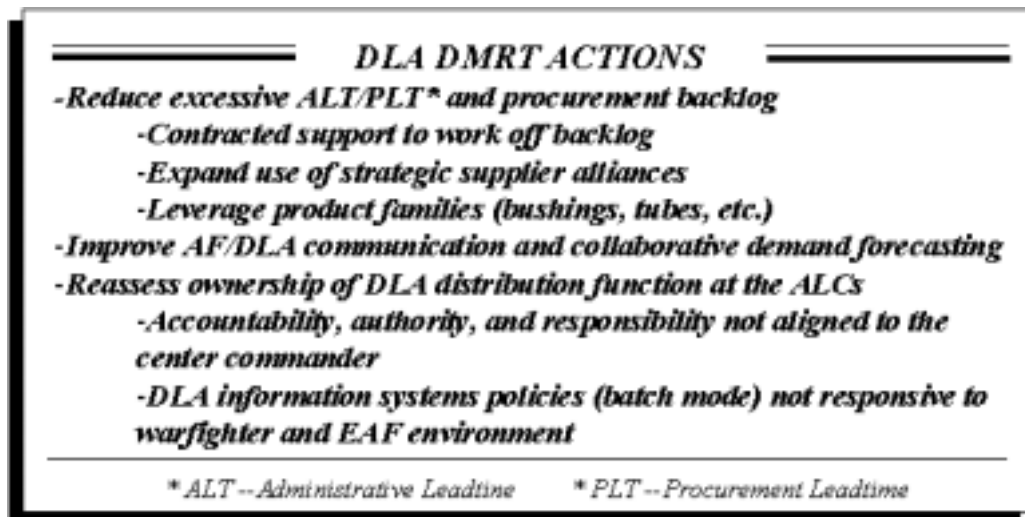 DLA DMRT ACTIONS
-Reduce excessive ALT/PLT* and procurement backlog
-Contracted support to work off backlog
-Expand use of strategic supplier alliances
-Leverage product families (bushings, tubes, etc.)
-Improve AF/DLA communication and collaborative demand forecasting
-Reassess ownership of DLA distribution function at the ALCs
-Accountability, authority, and responsibility not aligned to the
center commander
-DLA information systems policies (batch mode) not responsive to
warfighter and EAF environment
* ALT--Administrative Leadtine * PLT--Procurement Leadtime